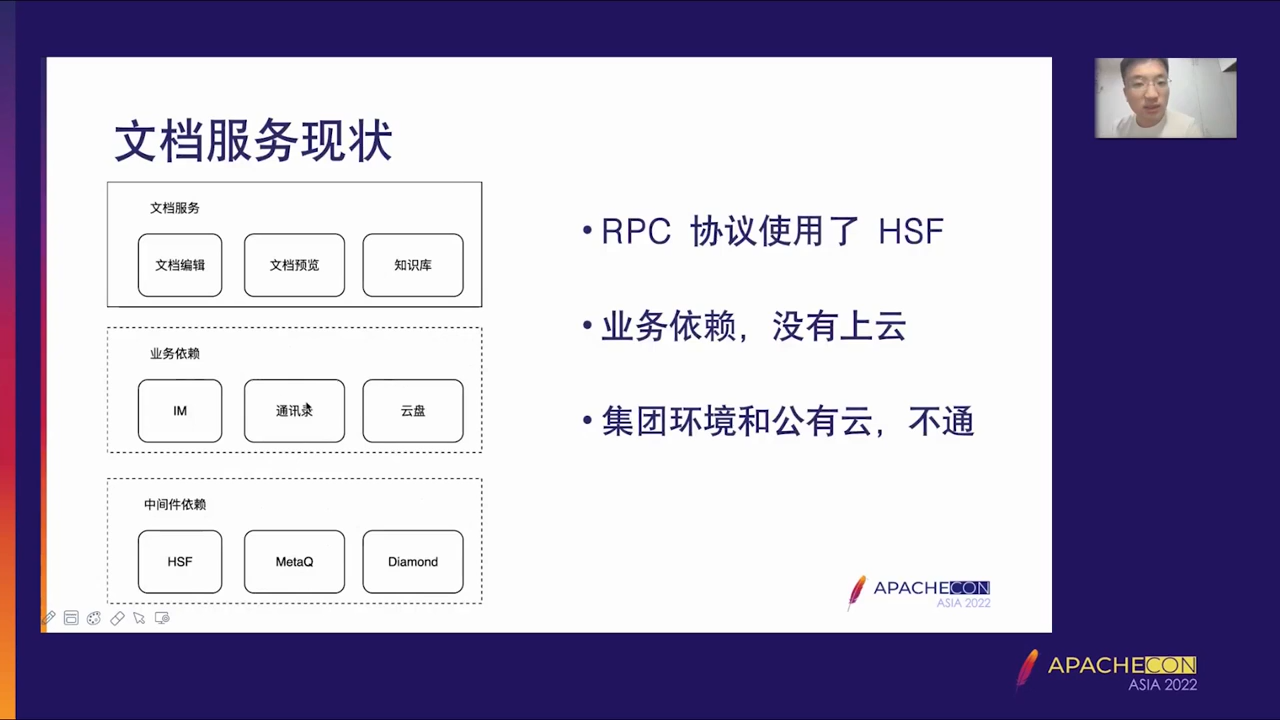 文档服务现状
文档服务
文档编辑
文档预览
知识库
业务依赖
IM
通讯录
云盘
中间件依赖
HSF
MetaQ
Diamond
• RPC 协议使用了 HSF
• 业务依赖，没有上云
• 集团环境和公有云，不通
APACHECON
ASIA 2022
APACHECON
ASIA 2022